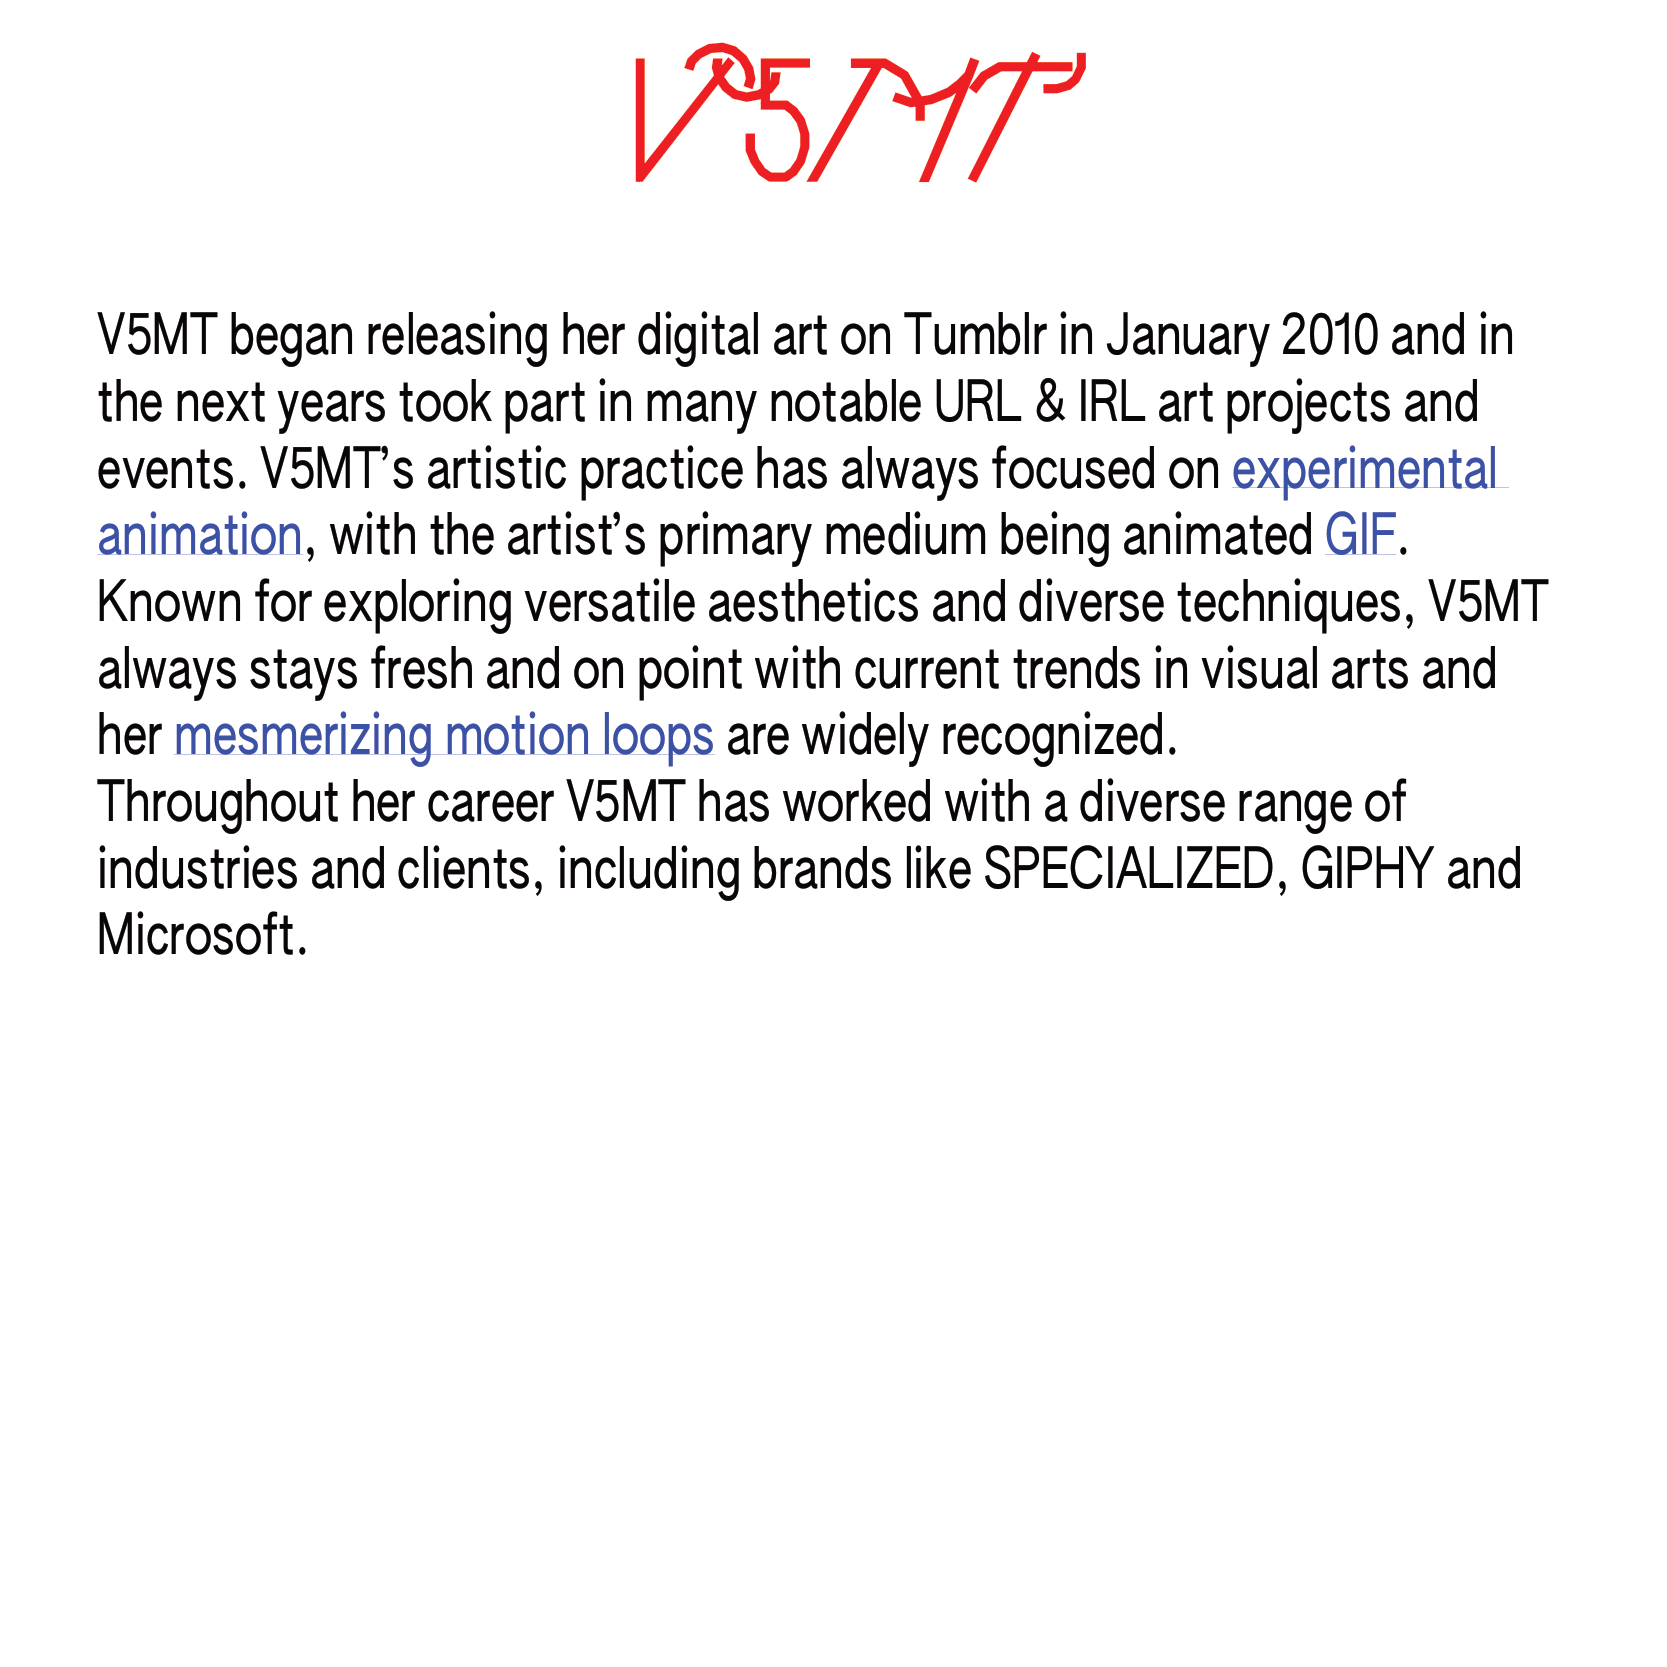 V5MT
V5MT began releasing her digital art on Tumblr in January 2010 and in
the next years took part in many notable URL & IRL art projects and
events. V5MT’s artistic practice has always focused on experimental
animation, with the artist’s primary medium being animated GIF.
Known for exploring versatile aesthetics and diverse techniques, V5MT
always stays fresh and on point with current trends in visual arts and
her mesmerizing motion loops are widely recognized.
Throughout her career V5MT has worked with a diverse range of
industries and clients, including brands like SPECIALIZED, GIPHY and
Microsoft.